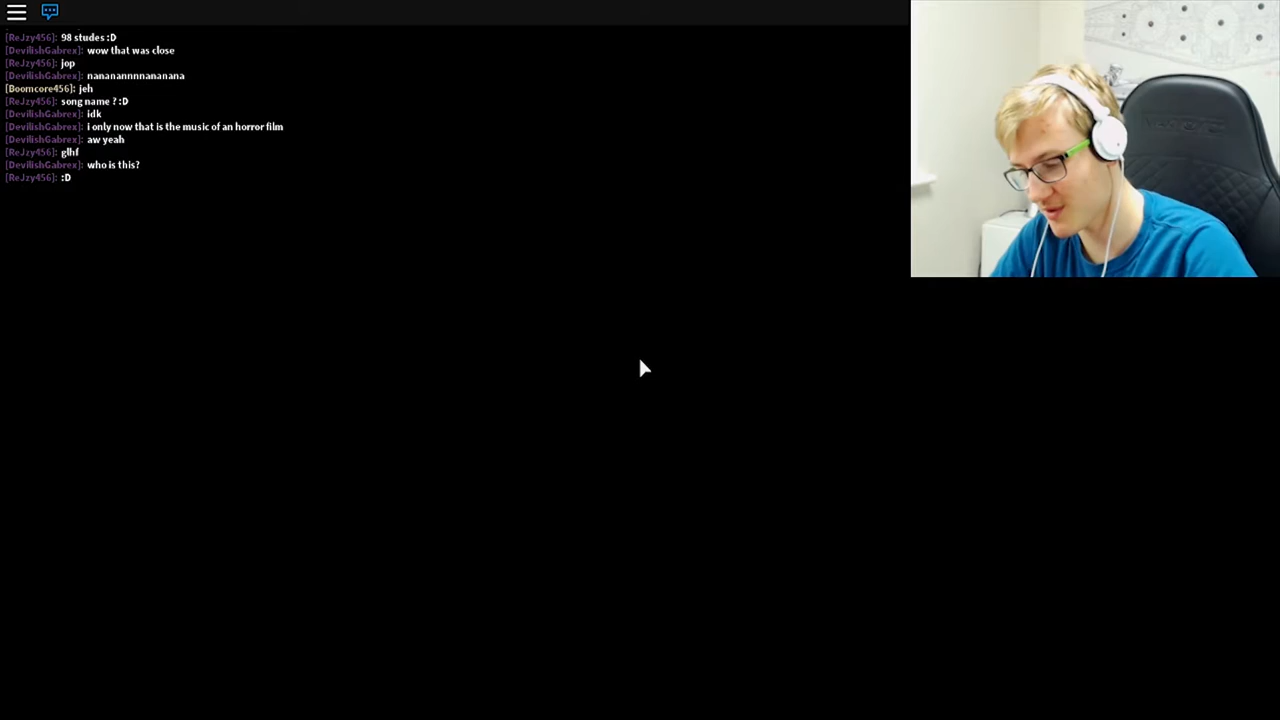 [ReJzy456]: 98 studes :D
[DevilishGabrex]: wow that was close
[ReJzy456]: jop
[DevilishGabrex]: nananannnnananana
[Boomcore456]: jeh
[ReJzy456]: song name ? :D
[DevilishGabrex]: idk
[DevilishGabrex]: i only now that is the music of an horror film
[DevilishGabrex]: aw yeah
[ReJzy456]: glhf
[DevilishGabrex]: who is this?
[ReJzy456]: :D